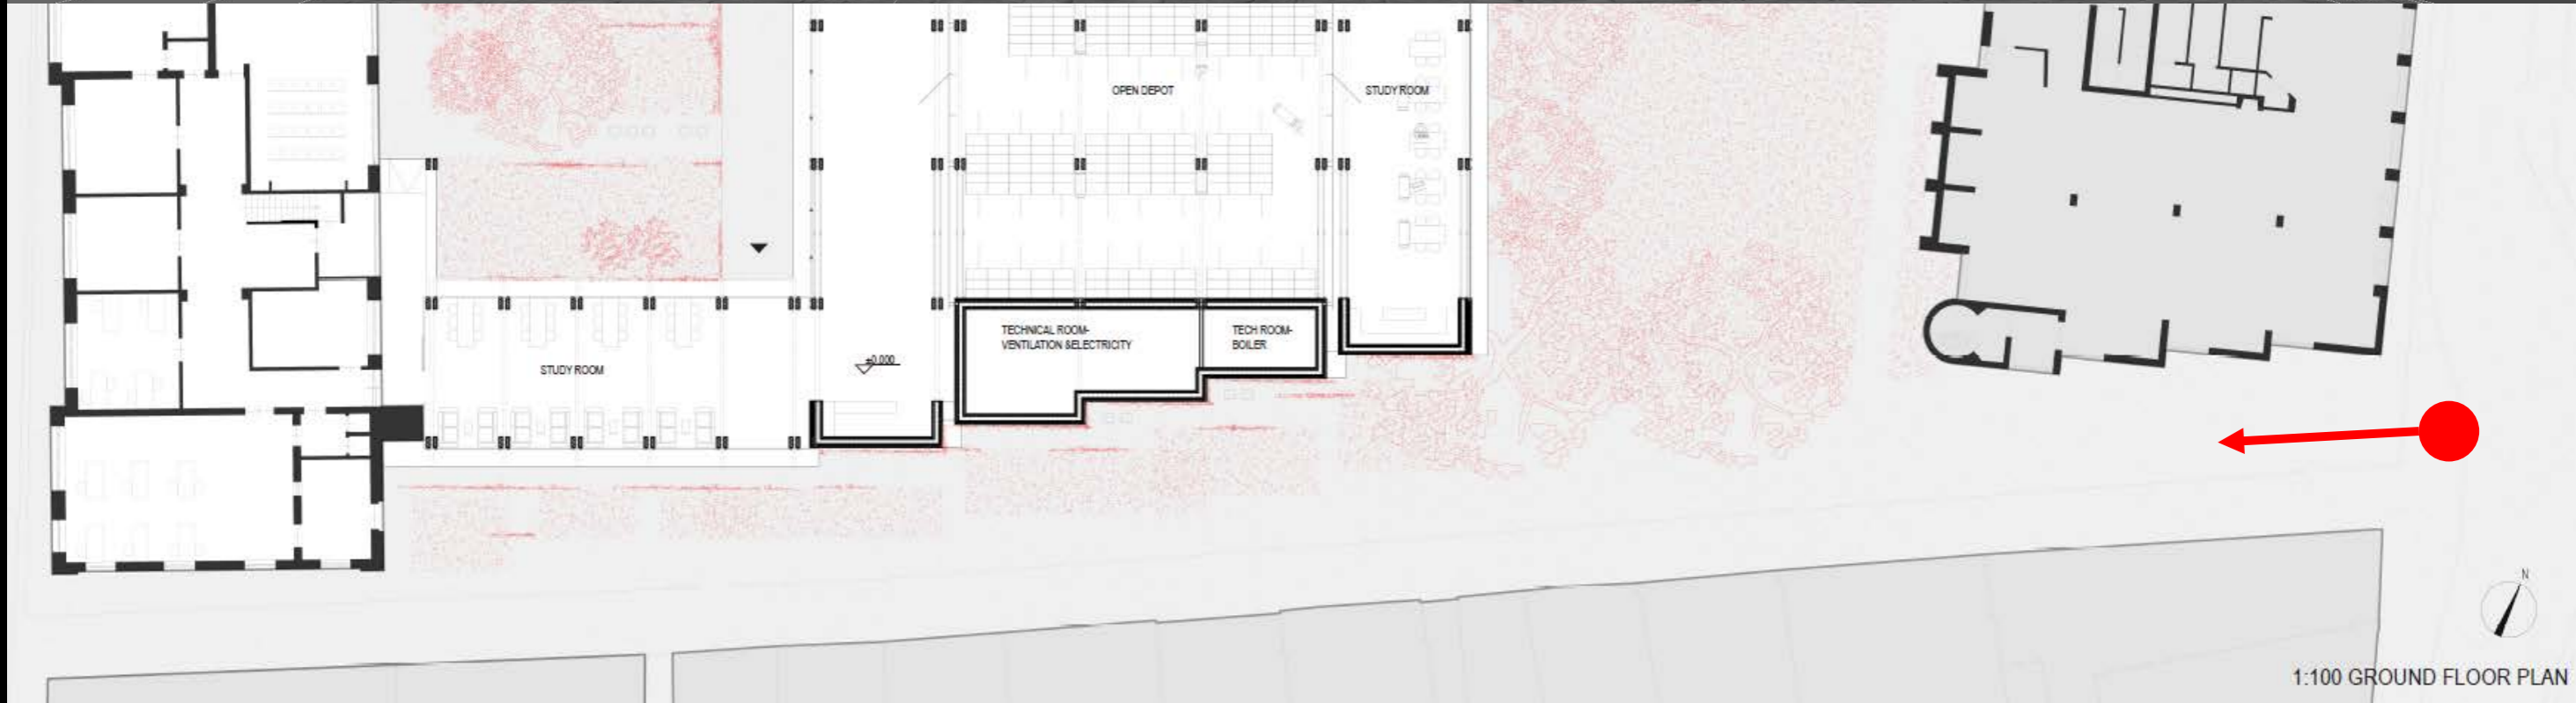 OPEN DEPOT
STUDY ROOM
TECHNICAL ROOM-
VENTILATION &ELECTRICITY
TECH ROOM-
BOILER
±0.000
STUDY ROOM
N
1:100 GROUND FLOOR PLAN